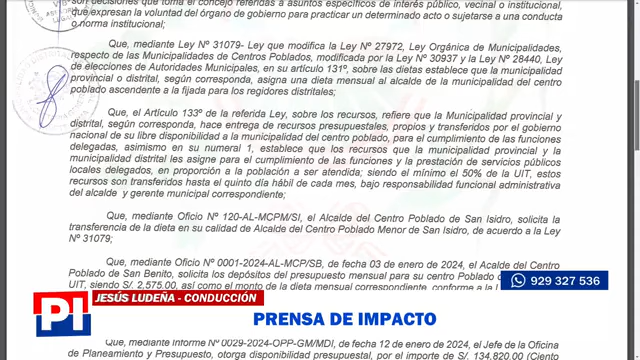 son decisiones que toma el concejo referidas a asuntos específicos de interés público, vecinal o institucional,
que expresan la voluntad del órgano de gobierno para practicar un determinado acto o sujetarse a una conducta
o norma institucional;
Que, mediante Ley Nº 31079- Ley que modifica la Ley Nº 27972, Ley Orgánica de Municipalidades,
respecto de las Municipalidades de Centros Poblados, modificada por la Ley Nº 30937 y la Ley Nº 28440, Ley
de elecciones de Autoridades Municipales, en su artículo 131º, sobre las dietas establece que la municipalidad
provincial o distrital, según corresponda, asigna una dieta mensual al alcalde de la municipalidad del centro
poblado ascendente a la fijada para los regidores distritales;
Que, el Artículo 133º de la referida Ley, sobre los recursos, refiere que la Municipalidad provincial y
distrital, según corresponde, hace entrega de recursos presupuestales, propios y transferidos por el gobierno
nacional de su libre disponibilidad a la municipalidad del centro poblado, para el cumplimiento de las funciones
delegadas, asimismo en su numeral 1, establece que los recursos que la municipalidad provincial y la
municipalidad distrital les asigne para el cumplimiento de las funciones y la prestación de servicios públicos
locales delegados, en proporción a la población a ser atendida; siendo el mínimo el 50% de la UIT, estos
recursos son transferidos hasta el quinto día hábil de cada mes, bajo responsabilidad funcional administrativa
del alcalde y gerente municipal correspondiente;
Que, mediante Oficio Nº 120-AL-MCPM/SI, el Alcalde del Centro Poblado de San Isidro, solicita la
transferencia de la dieta en su calidad de Alcalde del Centro Poblado Menor de San Isidro, de acuerdo a la Ley
Nº 31079;
Que, mediante Oficio Nº 0001-2024-AL-MCP/SB, de fecha 03 de enero de 2024, el Acalde del Centro
Poblado de San Benito, solicita los depósitos del presupuesto mensual para su centro Poblado
UIT, siendo S/. 2,575.00, así como el monto de la dieta mensual correspondiente, conforme a la
929 327 536
JESÚS LUDEÑA - CONDUCCIÓN
PI
PRENSA DE IMPACTO
Que, mediante Informe Nº 0029-2024-OPP-GM/MDI, de fecha 12 de enero de 2024, el Jefe de la Oficina
de Planeamiento y Presupuesto, otorga disponibilidad presupuestal, por el importe de S/. 134,820.00 (Ciento